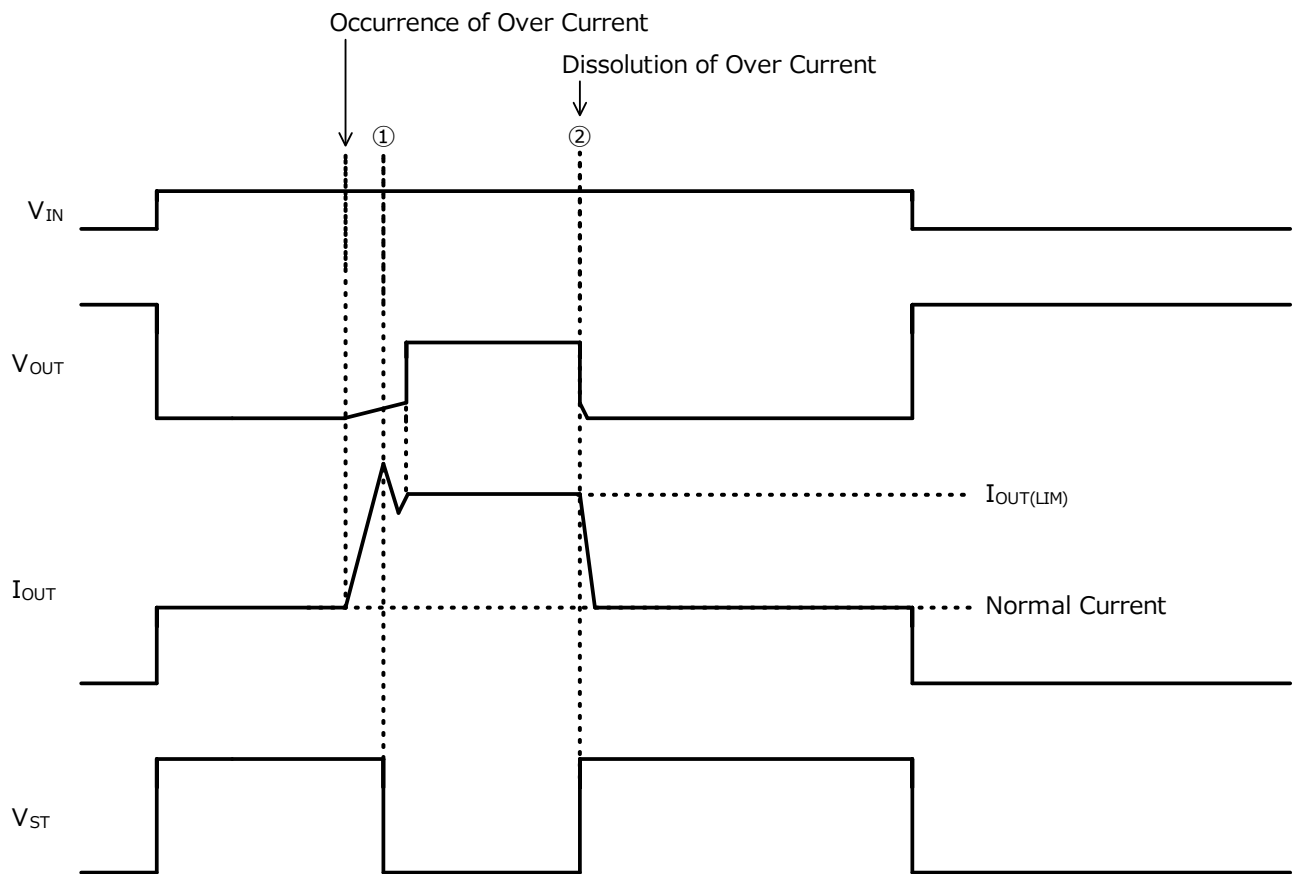 Occurrence of Over Current
Dissolution of Over Current
①
②
VIN
VOUT
IOUT(LIM)
IOUT
Normal Current
VST